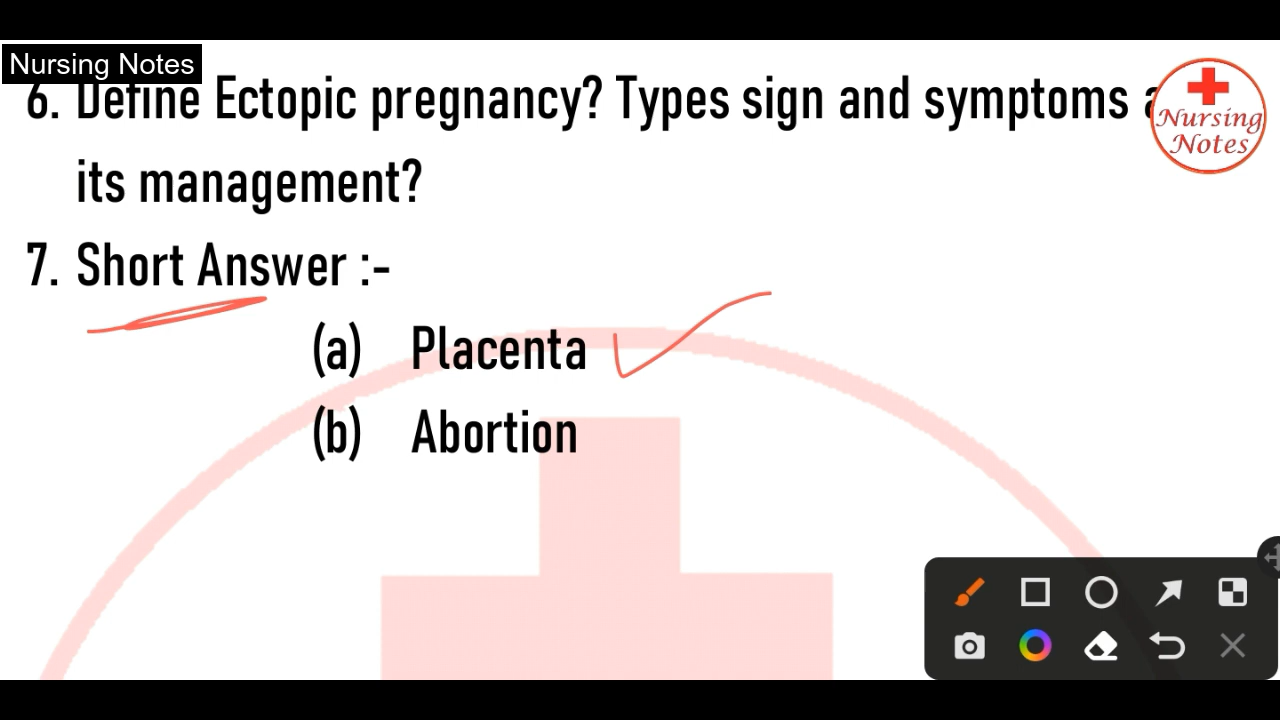 Nursing Notes
6. Define Ectopic pregnancy? Types sign and symptoms
its management?
7. Short Answer :-
(a) Placenta
(b) Abortion
Nursing
Notes